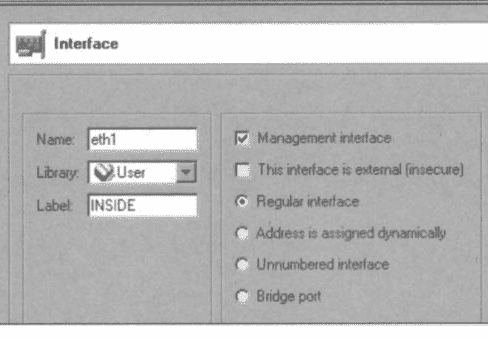 Interface
Name: eth1
Library: User
Label: INSIDE
Management interface
This interface is external (insecure)
Regular interface
Address is assigned dynamically
Unnumbered interface
Bridge port